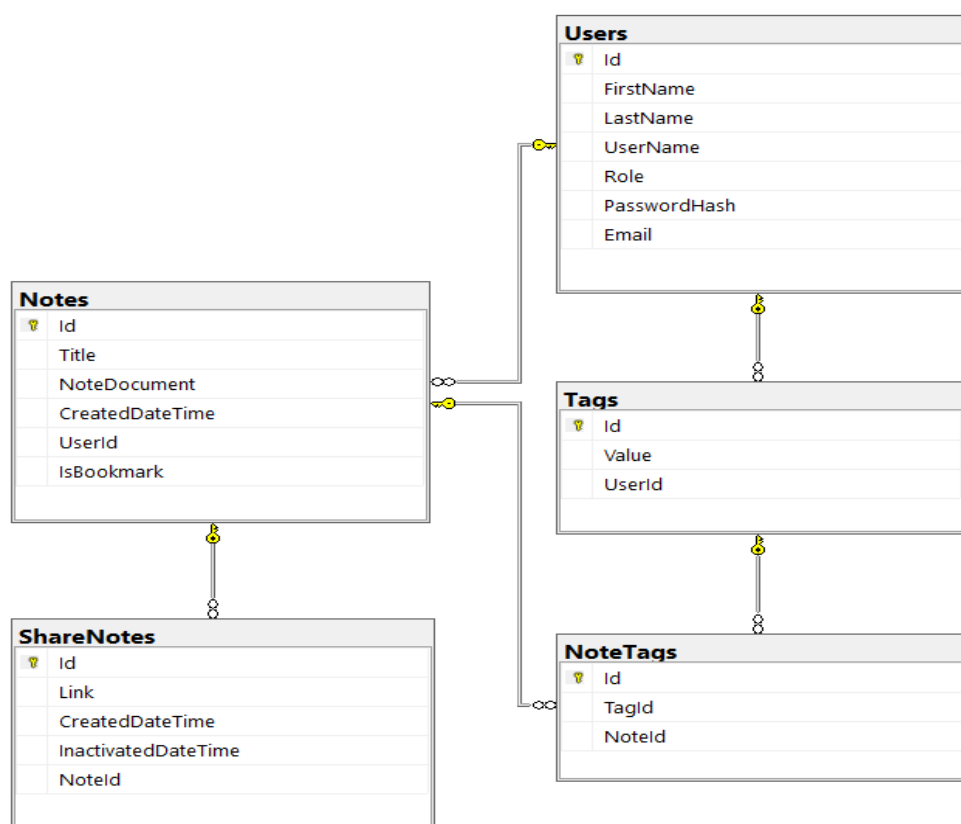 Users
Id
FirstName
LastName
UserName
Role
PasswordHash
Email
Notes
Id
Title
NoteDocument
CreatedDateTime
UserId
IsBookmark
Tags
Id
Value
UserId
ShareNotes
Id
Link
CreatedDateTime
InactivatedDateTime
NoteId
NoteTags
Id
TagId
NoteId